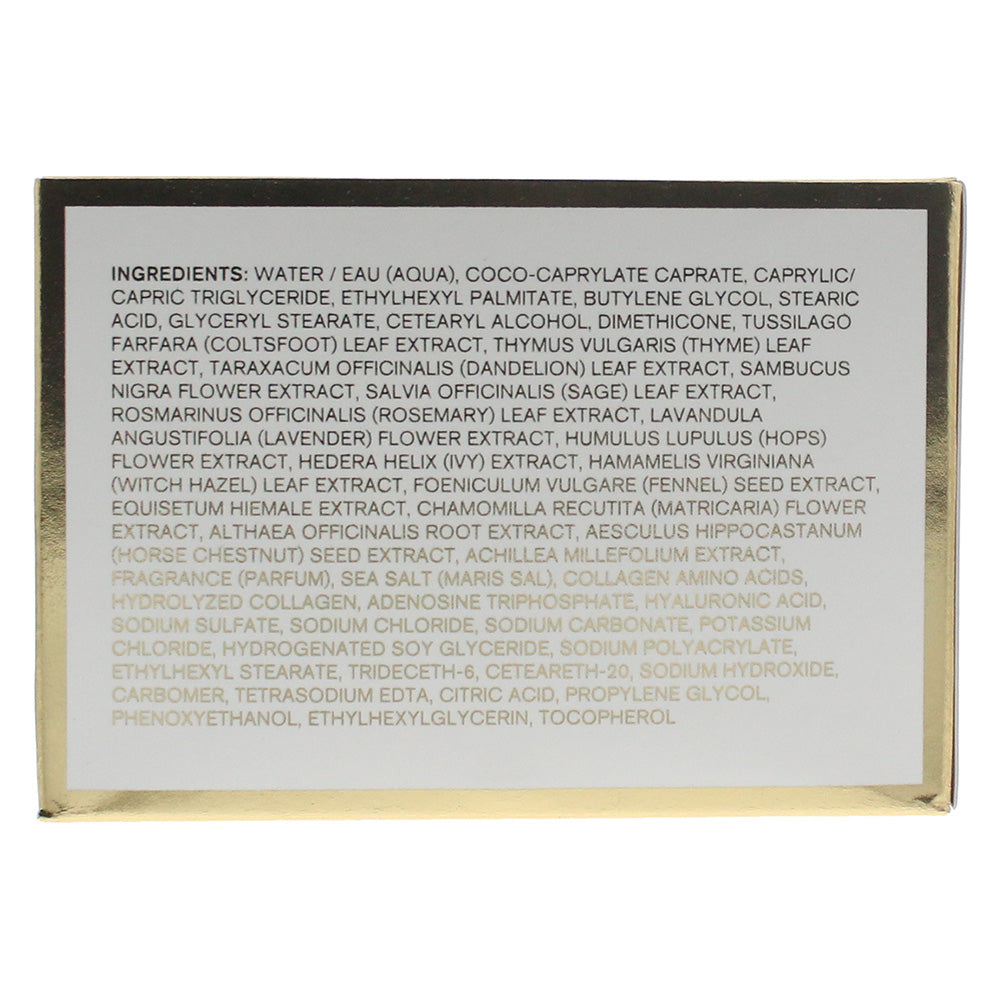 INGREDIENTS: WATER / EAU (AQUA), COCO-CAPRYLATE CAPRATE, CAPRYLIC/
CAPRIC TRIGLYCERIDE, ETHYLHEXYL PALMITATE, BUTYLENE GLYCOL, STEARIC
ACID, GLYCERYL STEARATE, CETEARYL ALCOHOL, DIMETHICONE, TUSSILAGO
FARFARA (COLTSFOOT) LEAF EXTRACT, THYMUS VULGARIS (THYME) LEAF
EXTRACT, TARAXACUM OFFICINALIS (DANDELION) LEAF EXTRACT, SAMBUCUS
NIGRA FLOWER EXTRACT, SALVIA OFFICINALIS (SAGE) LEAF EXTRACT,
ROSMARINUS OFFICINALIS (ROSEMARY) LEAF EXTRACT, LAVANDULA
ANGUSTIFOLIA (LAVENDER) FLOWER EXTRACT, HUMULUS LUPULUS (HOPS)
FLOWER EXTRACT, HEDERA HELIX (IVY) EXTRACT, HAMAMELIS VIRGINIANA
(WITCH HAZEL) LEAF EXTRACT, FOENICULUM VULGARE (FENNEL) SEED EXTRACT,
EQUISETUM HIEMALE EXTRACT, CHAMOMILLA RECUTITA (MATRICARIA) FLOWER
EXTRACT, ALTHAEA OFFICINALIS ROOT EXTRACT, AESCULUS HIPPOCASTANUM
(HORSE CHESTNUT) SEED EXTRACT, ACHILLEA MILLEFOLIUM EXTRACT,
FRAGRANCE (PARFUM), SEA SALT (MARIS SAL), COLLAGEN AMINO ACIDS,
HYDROLYZED COLLAGEN, ADENOSINE TRIPHOSPHATE, HYALURONIC ACID,
SODIUM SULFATE, SODIUM CHLORIDE, SODIUM CARBONATE, POTASSIUM
CHLORIDE, HYDROGENATED SOY GLYCERIDE, SODIUM POLYACRYLATE,
ETHYLHEXYL STEARATE, TRIDECETH-6, CETEARETH-20, SODIUM HYDROXIDE,
CARBOMER, TETRASODIUM EDTA, CITRIC ACID, PROPYLENE GLYCOL,
PHENOXYETHANOL, ETHYLHEXYLGLYCERIN, TOCOPHEROL